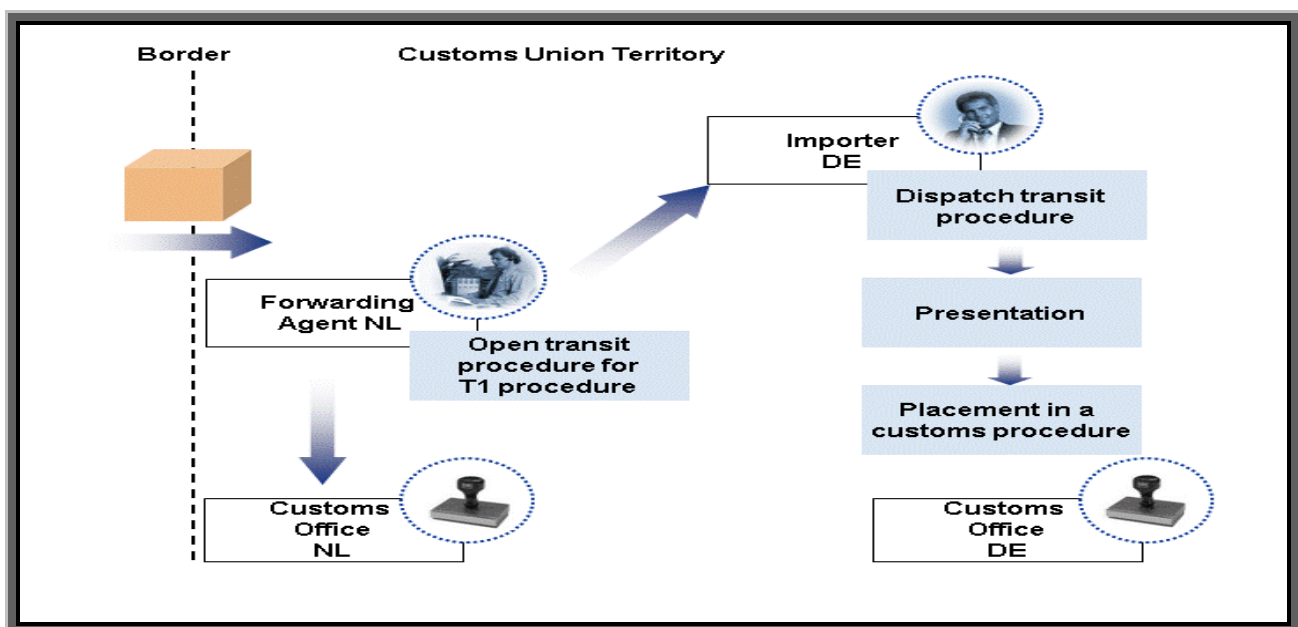 Border
Customs Union Territory
Importer
DE
Dispatch transit
procedure
Forwarding
Agent NL
Open transit
procedure for
T1 procedure
Presentation
Placement in a
customs procedure
Customs
Office
NL
Customs
Office
DE